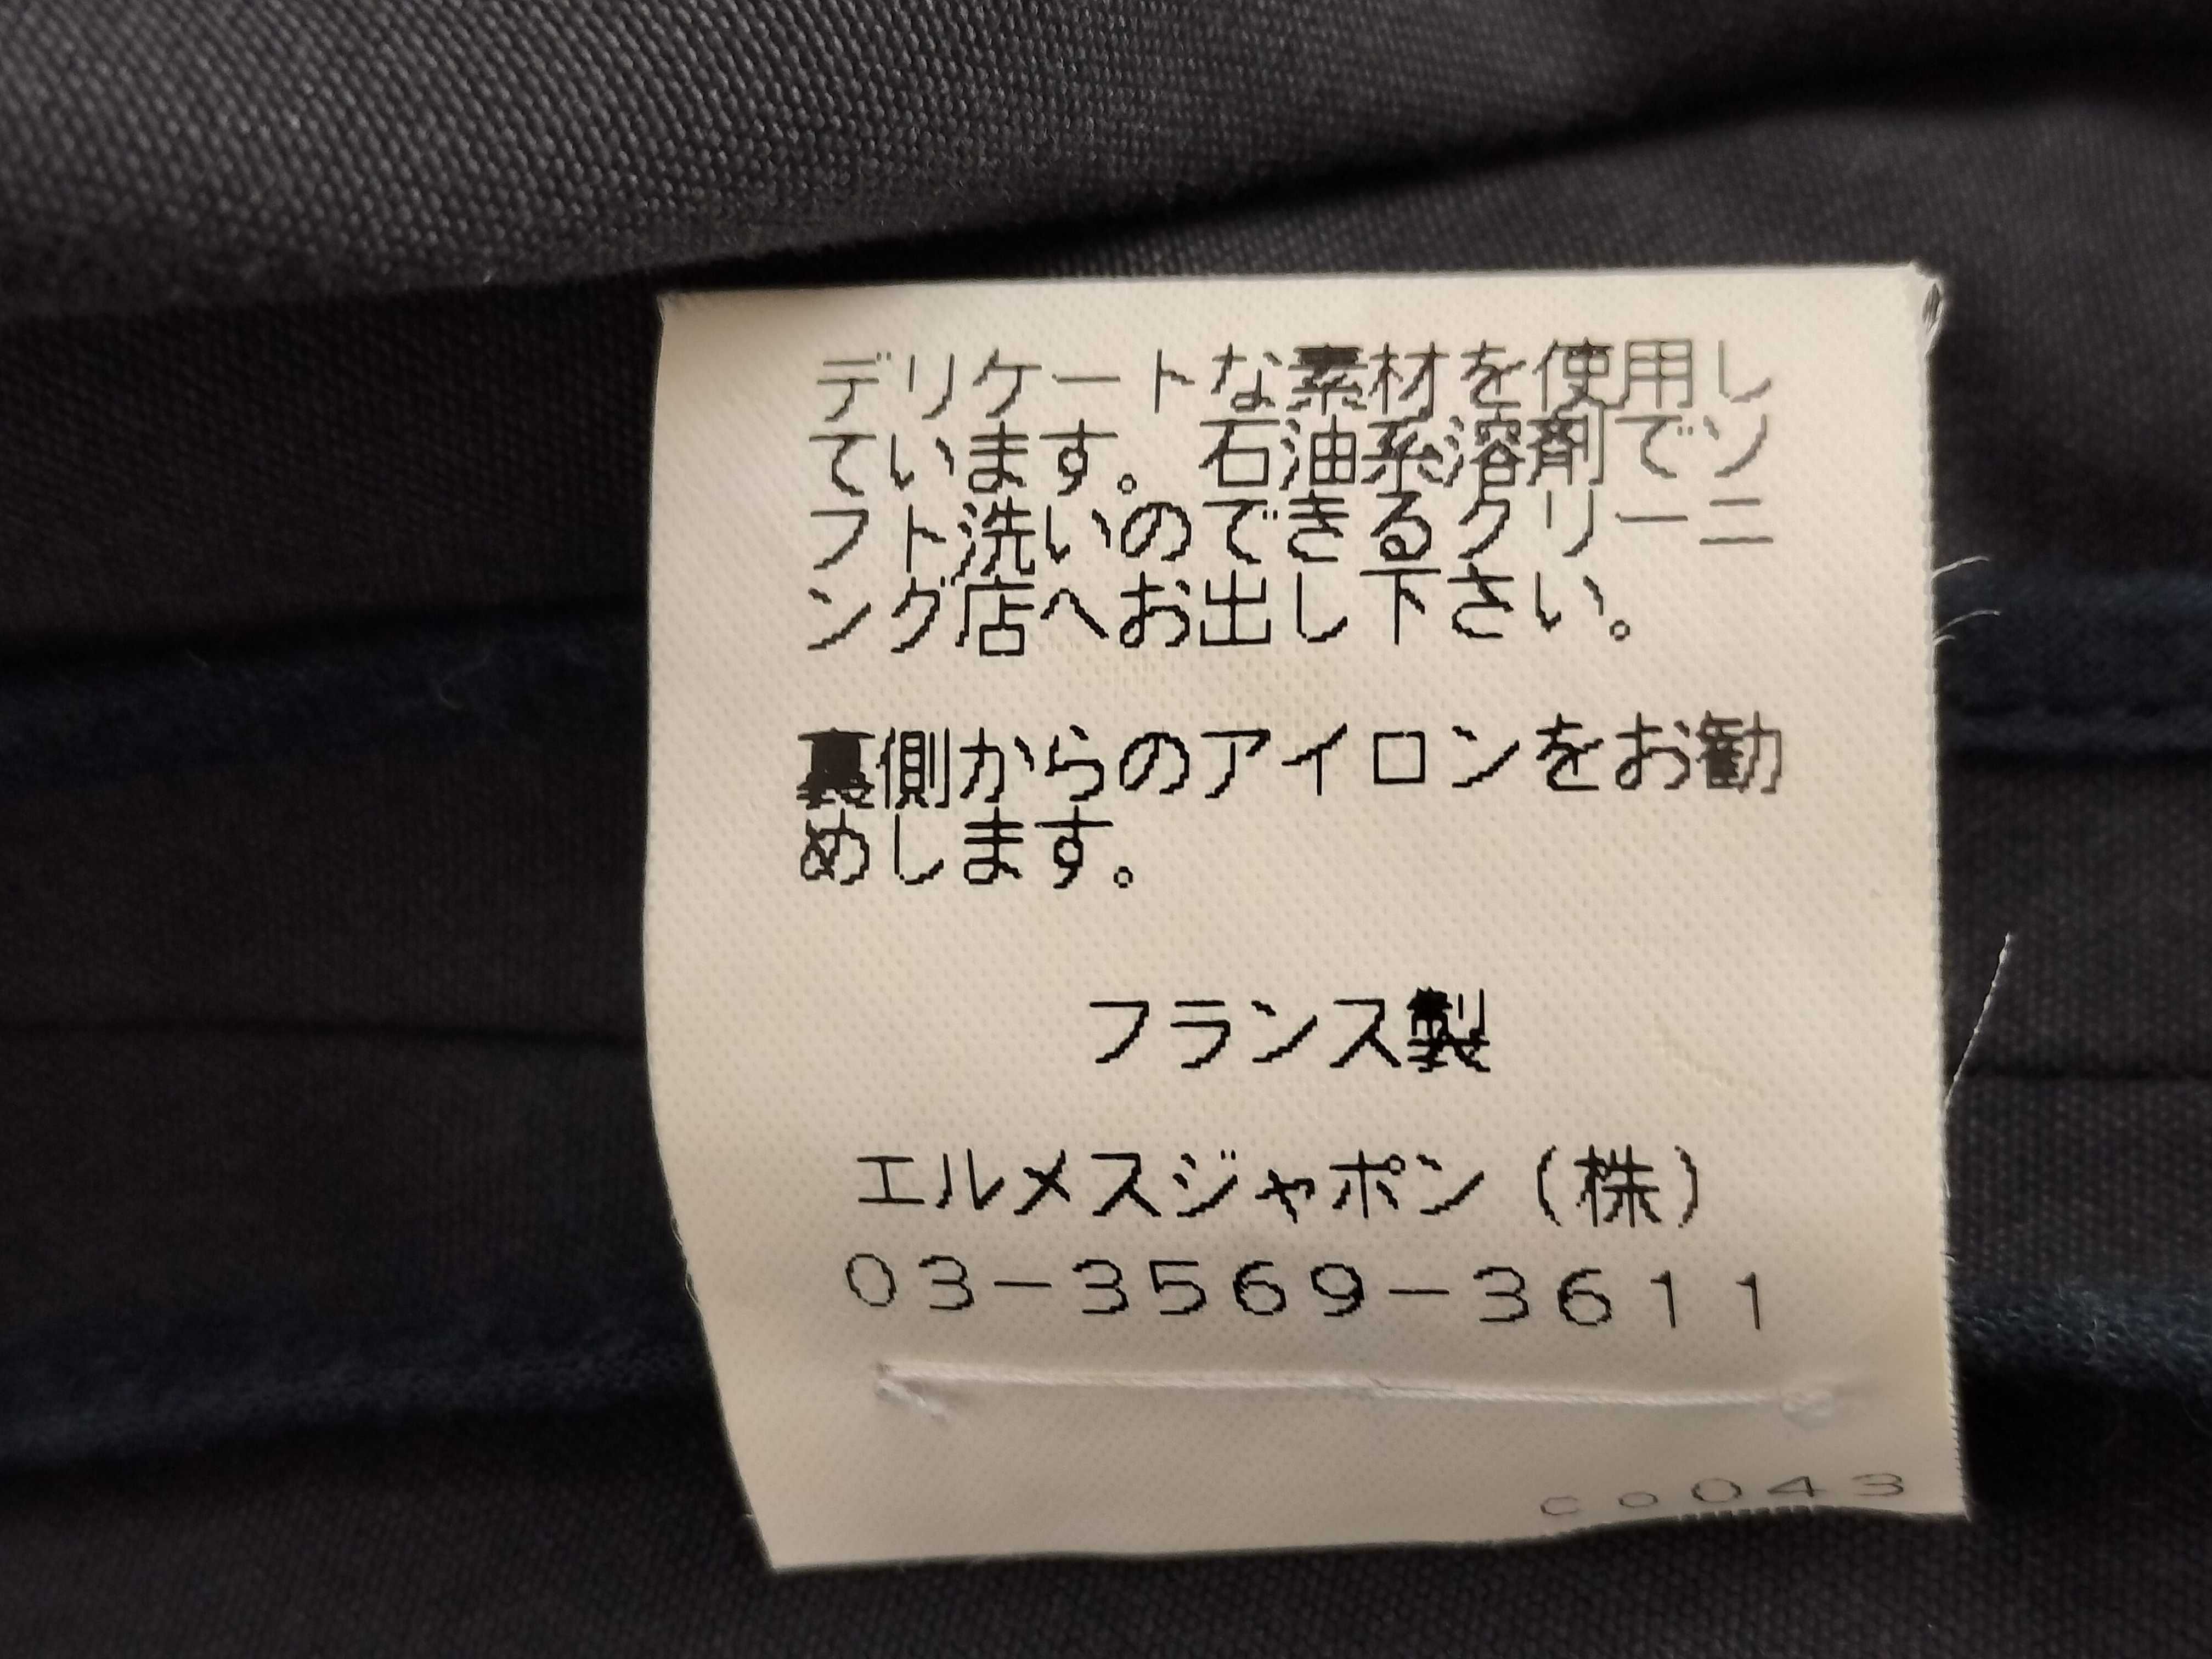 デリケートな素材を使用し
ています。石油系溶剤でソ
フト洗いのできるクリーニ
ング店へお出し下さい。
裏側からのアイロンをお勧
めします。
フランス製
エルメスジャポン（株）
03-3569-3611
Co043